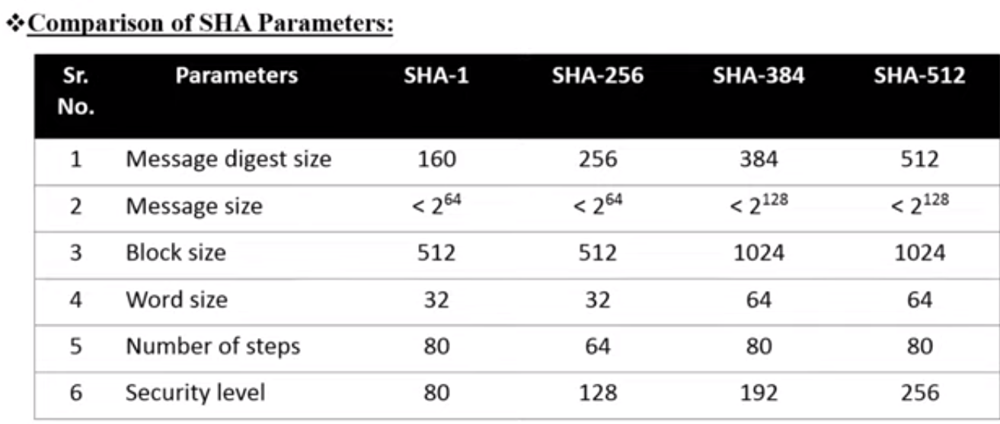 ❖Comparison of SHA Parameters:
Sr. No. Parameters SHA-1 SHA-256 SHA-384 SHA-512
1 Message digest size 160 256 384 512
2 Message size < 2^64 < 2^64 < 2^128 < 2^128
3 Block size 512 512 1024 1024
4 Word size 32 32 64 64
5 Number of steps 80 64 80 80
6 Security level 80 128 192 256